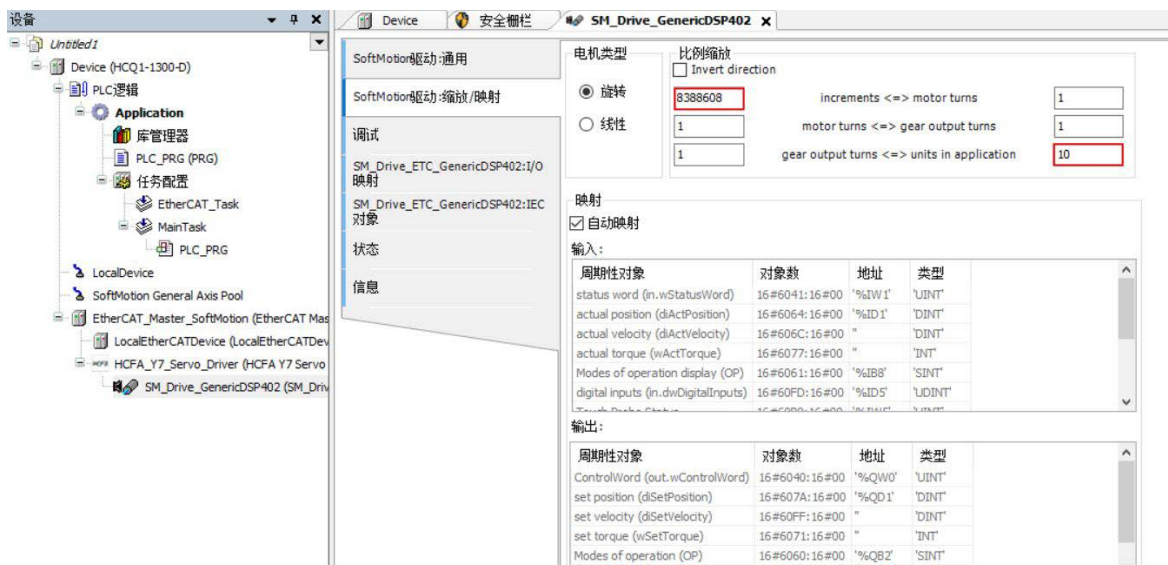 设备
Untitled1
Device (HCQ1-1300-D)
PLC逻辑
Application
库管理器
PLC_PRG (PRG)
任务配置
EtherCAT_Task
MainTask
PLC_PRG
LocalDevice
SoftMotion General Axis Pool
EtherCAT_Master_SoftMotion (EtherCAT Mas
LocalEtherCATDevice (LocalEtherCATDev
HCFA_Y7_Servo_Driver (HCFA Y7 Servo
SM_Drive_GenericDSP402 (SM_Driv
Device 安全栅栏 SM_Drive_GenericDSP402
SoftMotion驱动:通用
SoftMotion驱动:缩放/映射
调试
SM_Drive_ETC_GenericDSP402:I/O
映射
SM_Drive_ETC_GenericDSP402:IEC
对象
状态
信息
电机类型
旋转
线性
比例缩放
Invert direction
8388608 increments <=> motor turns 1
1 motor turns <=> gear output turns 1
1 gear output turns <=> units in application 10
映射
自动映射
输入:
周期性对象 对象数 地址 类型
status word (in.wStatusWord) 16#6041:16#00 '%IW1' 'UINT'
actual position (diActPosition) 16#6064:16#00 '%ID1' 'DINT'
actual velocity (diActVelocity) 16#606C:16#00 '' 'DINT'
actual torque (wActTorque) 16#6077:16#00 '' 'INT'
Modes of operation display (OP) 16#6061:16#00 '%IB8' 'SINT'
digital inputs (in.dwDigitalInputs) 16#60FD:16#00 '%ID5' 'UDINT'
输出:
周期性对象 对象数 地址 类型
ControlWord (out.wControlWord) 16#6040:16#00 '%QW0' 'UINT'
set position (diSetPosition) 16#607A:16#00 '%QD1' 'DINT'
set velocity (diSetVelocity) 16#60FF:16#00 '' 'DINT'
set torque (wSetTorque) 16#6071:16#00 '' 'INT'
Modes of operation (OP) 16#6060:16#00 '%QB2' 'SINT'